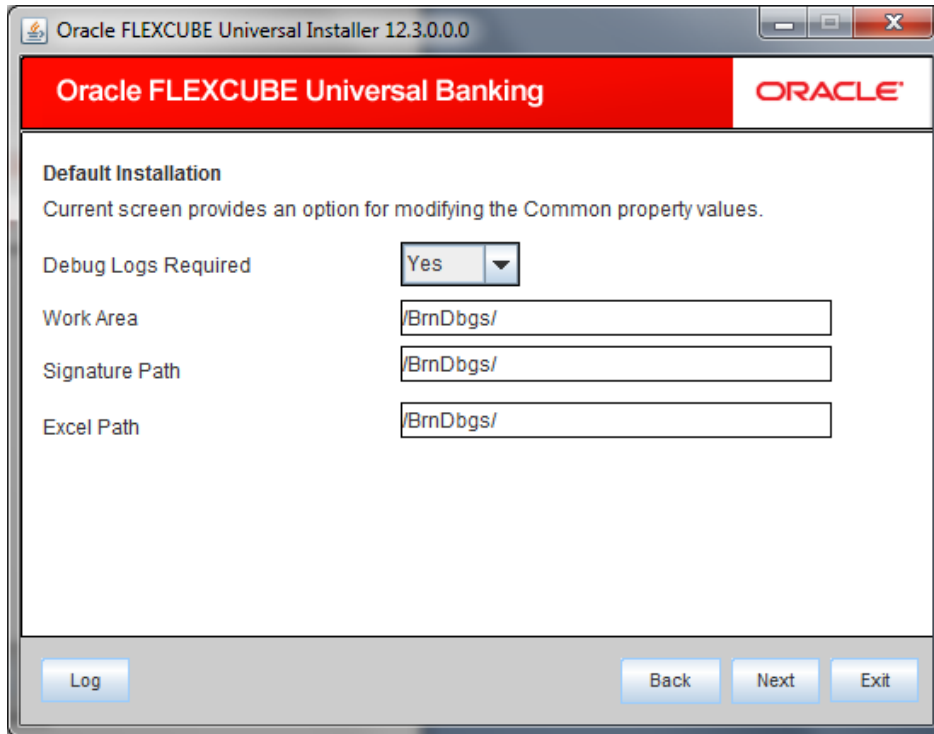 Oracle FLEXCUBE Universal Installer 12.3.0.0.0
Oracle FLEXCUBE Universal Banking
ORACLE
Default Installation
Current screen provides an option for modifying the Common property values.
Debug Logs Required Yes
Work Area /BrnDbgs/
Signature Path /BrnDbgs/
Excel Path /BrnDbgs/
Log Back Next Exit